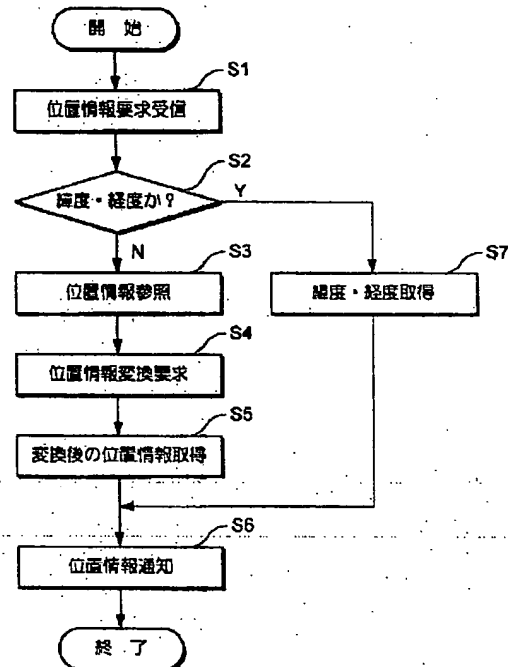 開 始
S1
位置情報要求受信
S2
緯度・経度か?
Y
N
S3
位置情報参照
S7
緯度・経度取得
S4
位置情報変換要求
S5
変換後の位置情報取得
S6
位置情報通知
終 了